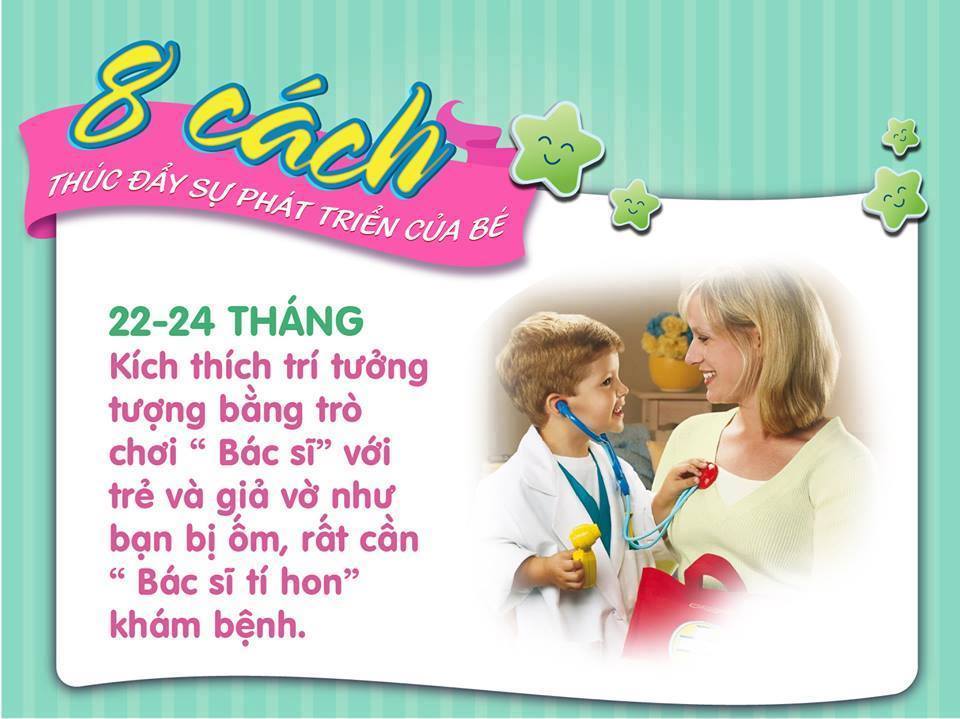 8 cách
THÚC ĐẨY SỰ PHÁT TRIỂN CỦA BÉ
22-24 THÁNG
Kích thích trí tưởng
tượng bằng trò
chơi “ Bác sĩ” với
trẻ và giả vờ như
bạn bị ốm, rất cần
“ Bác sĩ tí hon”
khám bệnh.